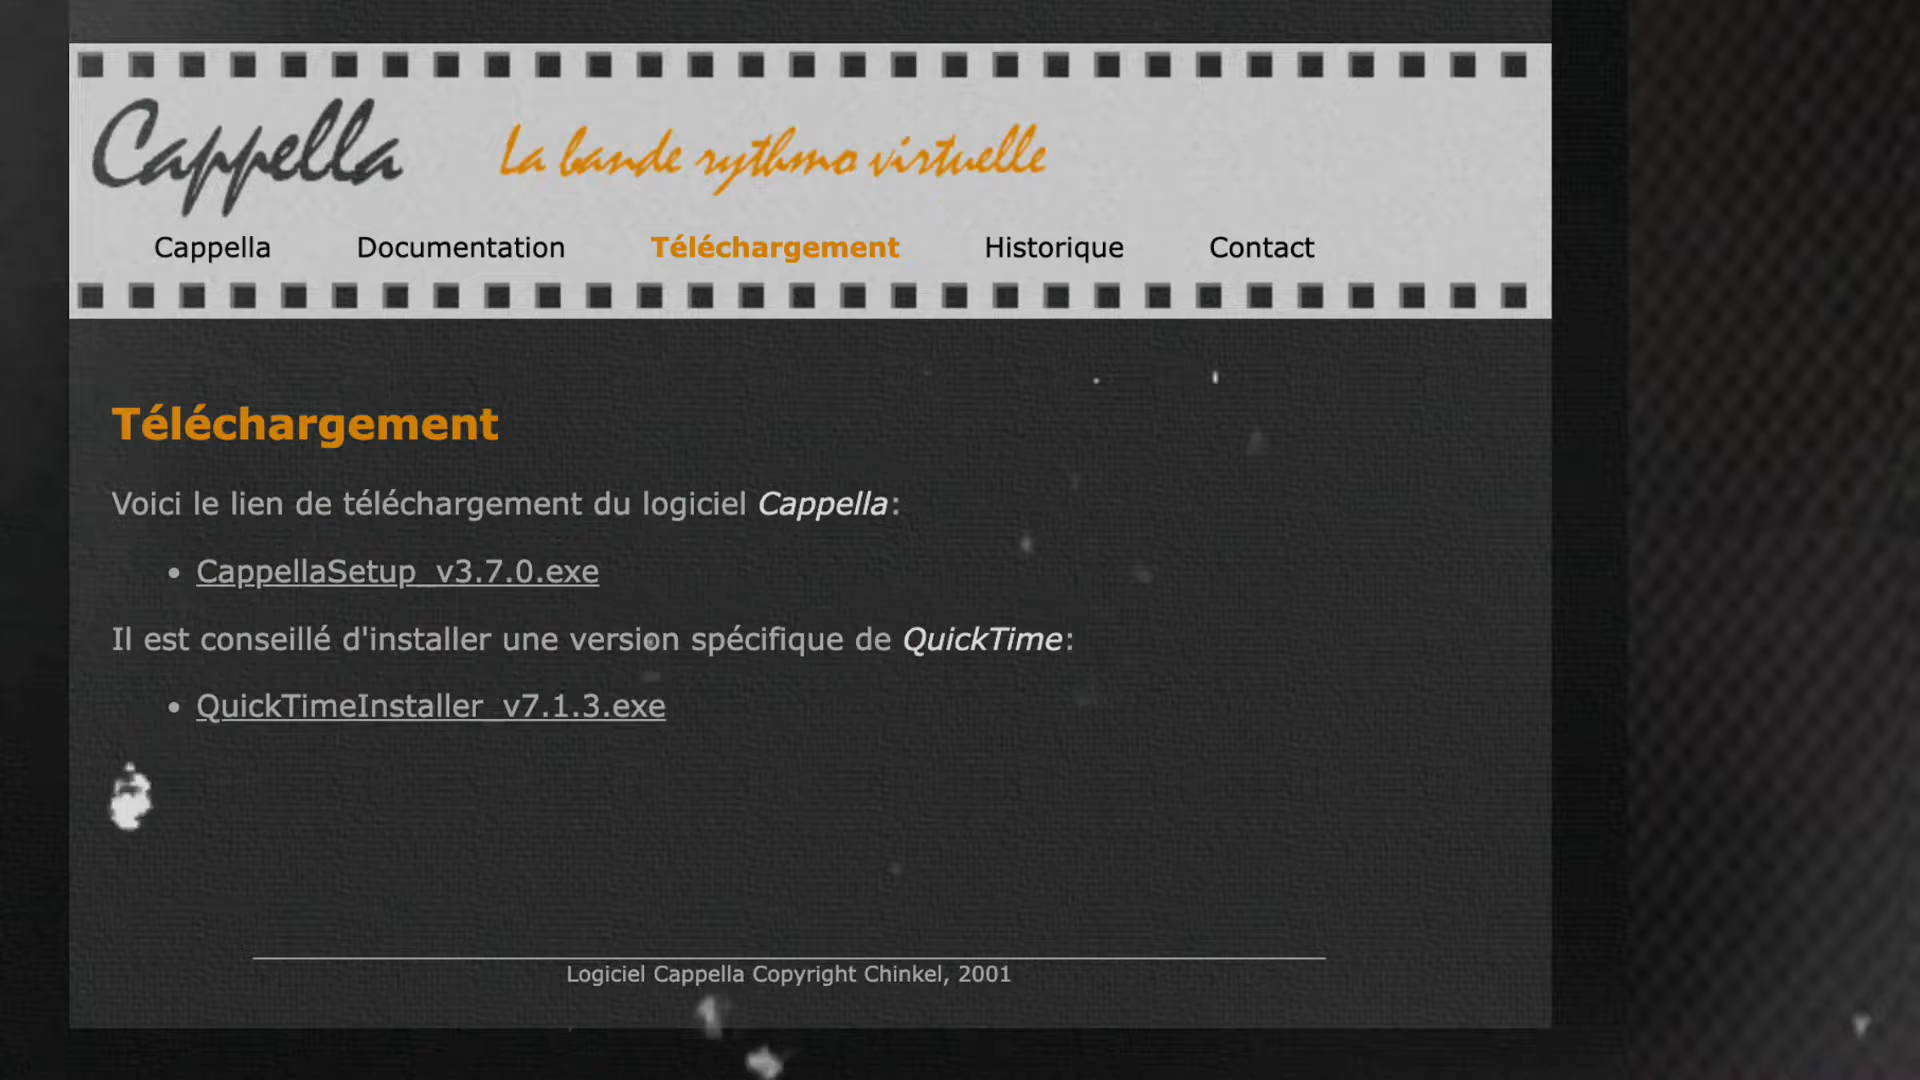 Cappella La bande rythmo virtuelle
Cappella Documentation Téléchargement Historique Contact
Téléchargement
Voici le lien de téléchargement du logiciel Cappella:
• CappellaSetup_v3.7.0.exe
Il est conseillé d'installer une version spécifique de QuickTime:
• QuickTimeInstaller_v7.1.3.exe
Logiciel Cappella Copyright Chinkel, 2001